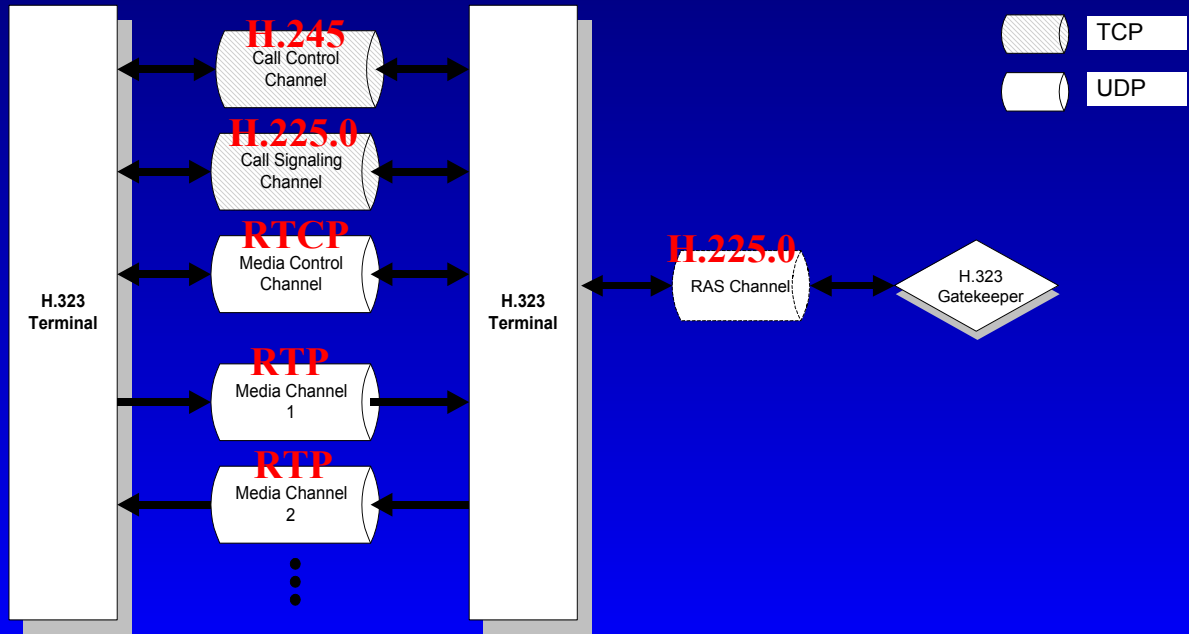 H.245
Call Control
Channel
H.225.0
Call Signaling
Channel
RTCP
Media Control
Channel
RTP
Media Channel
1
RTP
Media Channel
2
H.323
Terminal
H.323
Terminal
H.225.0
RAS Channel
H.323
Gatekeeper
TCP
UDP